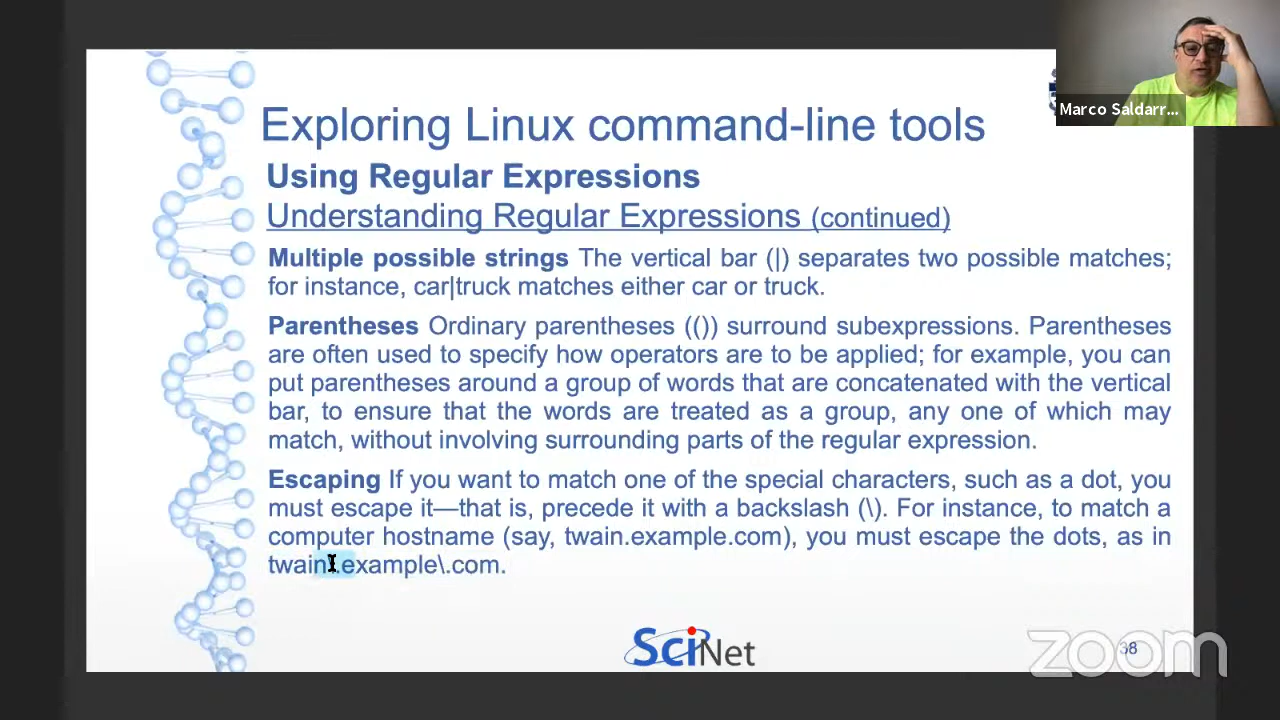 Marco Saldarr...
Exploring Linux command-line tools
Using Regular Expressions
Understanding Regular Expressions (continued)
Multiple possible strings The vertical bar (|) separates two possible matches;
for instance, car|truck matches either car or truck.
Parentheses Ordinary parentheses (()) surround subexpressions. Parentheses
are often used to specify how operators are to be applied; for example, you can
put parentheses around a group of words that are concatenated with the vertical
bar, to ensure that the words are treated as a group, any one of which may
match, without involving surrounding parts of the regular expression.
Escaping If you want to match one of the special characters, such as a dot, you
must escape it—that is, precede it with a backslash (\). For instance, to match a
computer hostname (say, twain.example.com), you must escape the dots, as in
twain\.example\.com.
SciNet
zoom
38